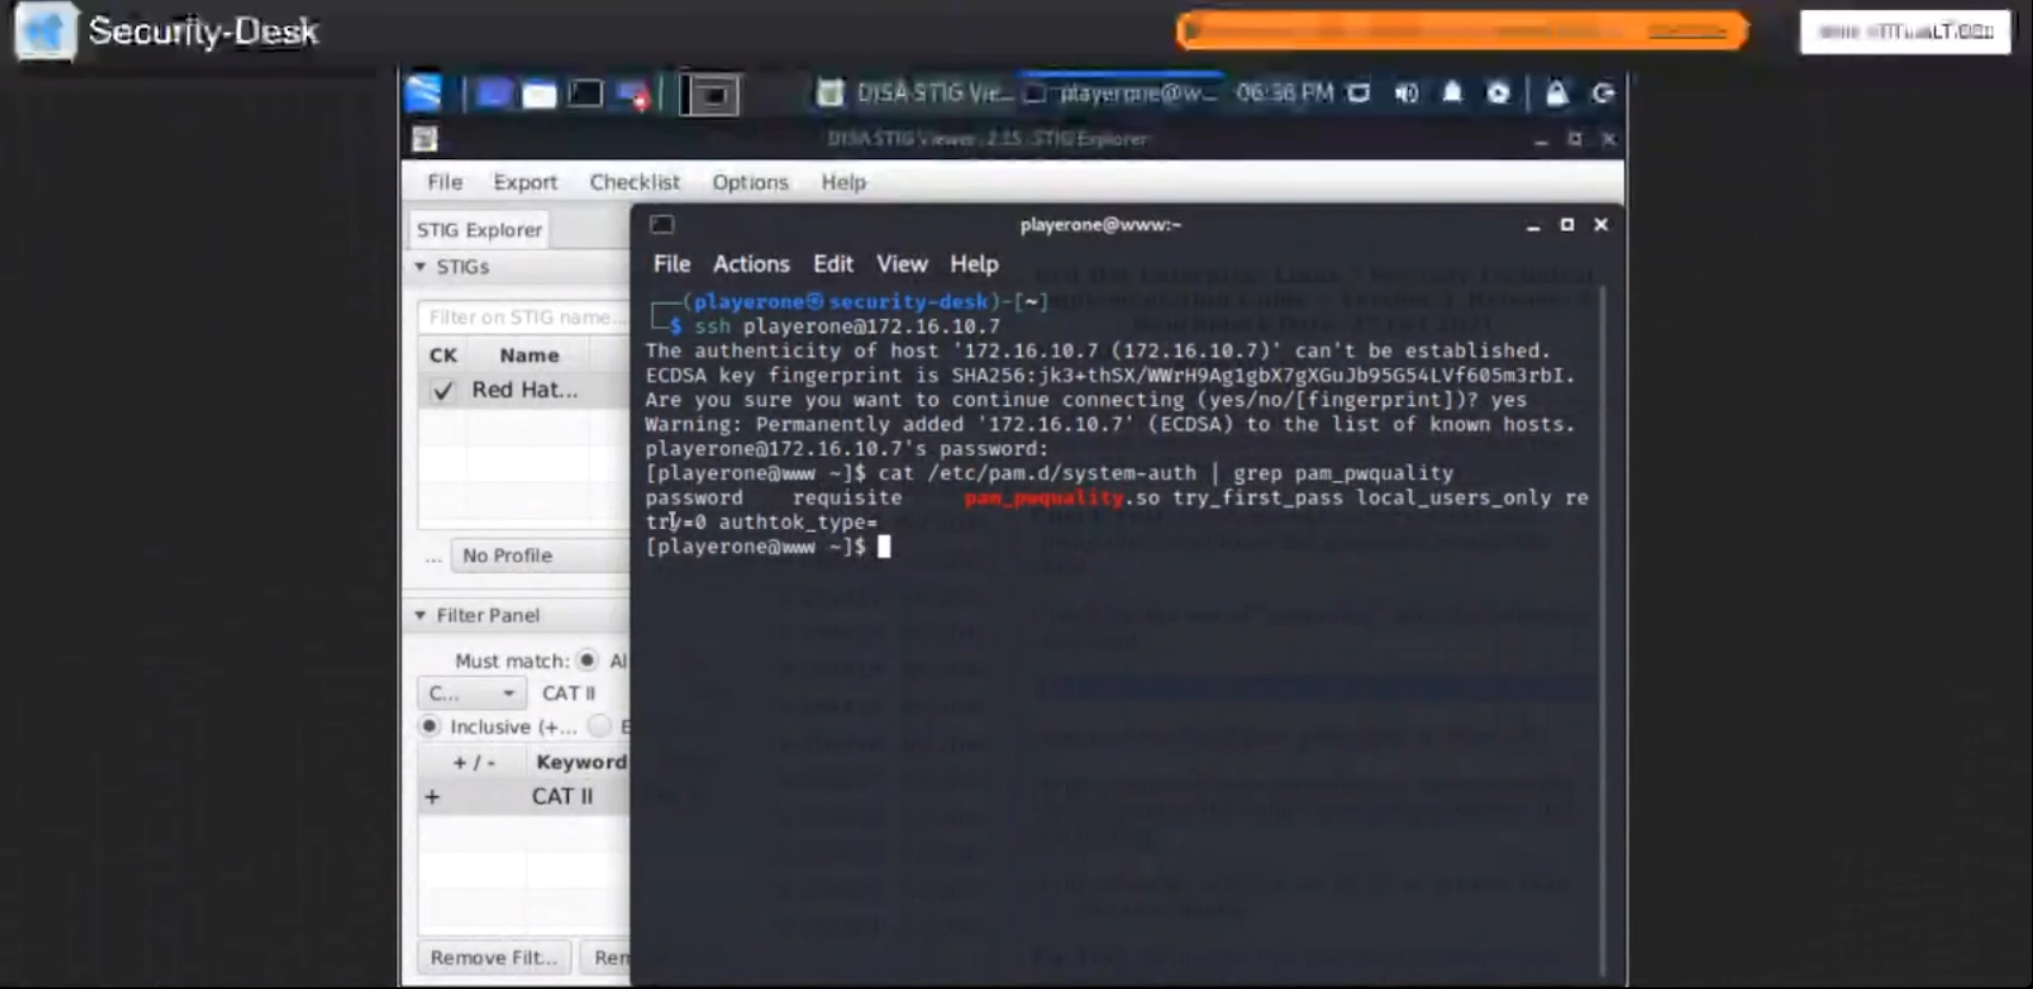 Security-Desk
DISA STIG Vie...
playerone@w...
06:36 PM
DISA STIG Viewer : 2.15 : STIG Explorer
File Export Checklist Options Help
STIG Explorer
STIGs
Filter on STIG name...
CK Name
Red Hat...
... No Profile
Filter Panel
Must match: Al
C... CAT II
Inclusive (+... E
+ / - Keyword
+ CAT II
Remove Filt... Ren
playerone@www:~
File Actions Edit View Help
(playerone㉿security-desk)-[~]
$ ssh playerone@172.16.10.7
The authenticity of host '172.16.10.7 (172.16.10.7)' can't be established.
ECDSA key fingerprint is SHA256:jk3+thSX/WWrH9Ag1gbX7gXGuJb95G54LVf605m3rbI.
Are you sure you want to continue connecting (yes/no/[fingerprint])? yes
Warning: Permanently added '172.16.10.7' (ECDSA) to the list of known hosts.
playerone@172.16.10.7's password:
[playerone@www ~]$ cat /etc/pam.d/system-auth | grep pam_pwquality
password requisite pam_pwquality.so try_first_pass local_users_only re
try=0 authtok_type=
[playerone@www ~]$